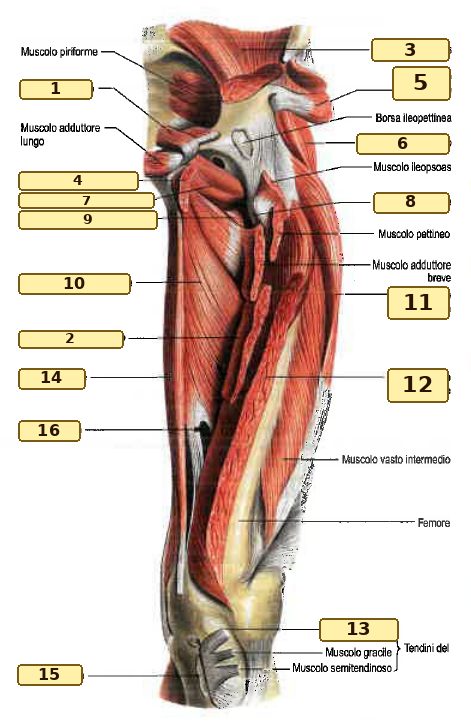 Muscolo piriforme
3
1
5
Borsa ileopettinea
Muscolo adduttore
lungo
6
Muscolo ileopsoas
4
7
8
9
Muscolo pettineo
Muscolo adduttore
breve
10
11
2
14
12
16
Muscolo vasto intermedio
Femore
13
Muscolo gracile
Tendini del
Muscolo semitendinoso
15